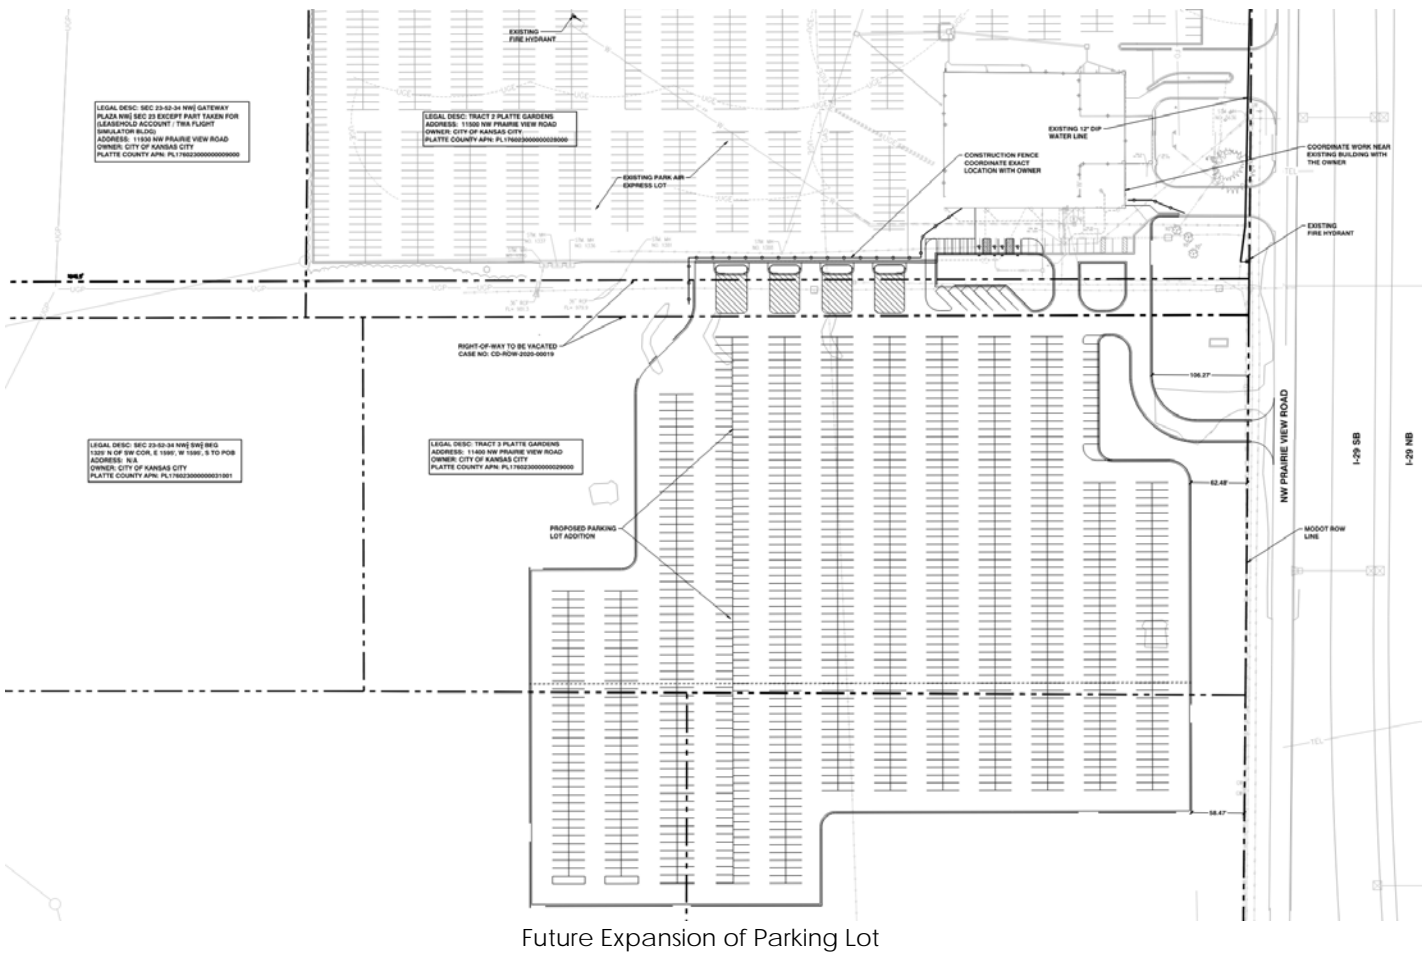 EXISTING
FIRE HYDRANT
LEGAL DESC: SEC 23-52-34 NW¼ GATEWAY
PLAZA NW¼ SEC 23 EXCEPT PART TAKEN FOR
(LEASEHOLD ACCOUNT / TWA FLIGHT
SIMULATOR BLDG)
ADDRESS: 11930 NW PRAIRIE VIEW ROAD
OWNER: CITY OF KANSAS CITY
PLATTE COUNTY APN: PL176023000000009000
LEGAL DESC: TRACT 2 PLATTE GARDENS
ADDRESS: 11500 NW PRAIRIE VIEW ROAD
OWNER: CITY OF KANSAS CITY
PLATTE COUNTY APN: PL176023000000028000
EXISTING 12" DIP
WATER LINE
CONSTRUCTION FENCE
COORDINATE EXACT
LOCATION WITH OWNER
COORDINATE WORK NEAR
EXISTING BUILDING WITH
THE OWNER
TEL
EXISTING PARK AIR
EXPRESS LOT
EXISTING
FIRE HYDRANT
RIGHT-OF-WAY TO BE VACATED
CASE NO: CD-ROW-2020-00019
106.27'
NW PRAIRIE VIEW ROAD
I-29 SB
I-29 NB
LEGAL DESC: SEC 23-52-34 NW¼ SW¼ BEG
1320' N OF SW COR, E 1595', W 1595', S TO POB
ADDRESS: N/A
OWNER: CITY OF KANSAS CITY
PLATTE COUNTY APN: PL176023000000031001
LEGAL DESC: TRACT 3 PLATTE GARDENS
ADDRESS: 11400 NW PRAIRIE VIEW ROAD
OWNER: CITY OF KANSAS CITY
PLATTE COUNTY APN: PL176023000000029000
62.48'
PROPOSED PARKING
LOT ADDITION
MODOT ROW
LINE
TEL
58.47'
Future Expansion of Parking Lot